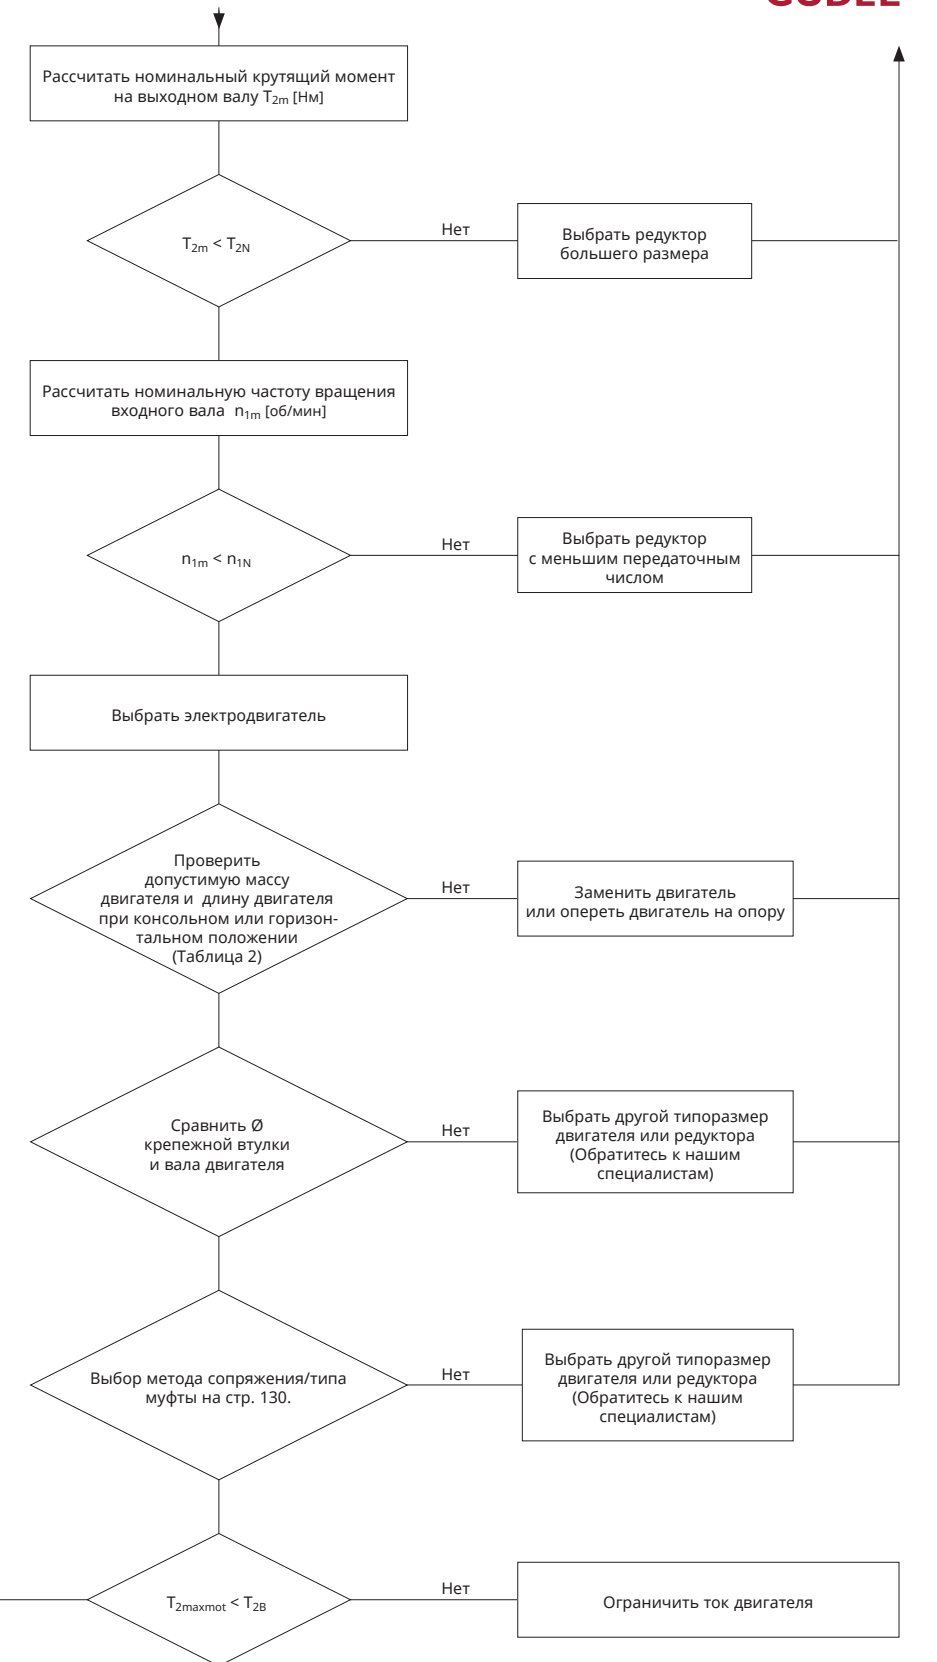 Рассчитать номинальный крутящий момент
на выходном валу T2m [Нм]
T2m < T2N
Нет
Выбрать редуктор
большего размера
Рассчитать номинальную частоту вращения
входного вала n1m [об/мин]
n1m < n1N
Нет
Выбрать редуктор
с меньшим передаточным
числом
Выбрать электродвигатель
Проверить
допустимую массу
двигателя и длину двигателя
при консольном или горизон-
тальном положении
(Таблица 2)
Нет
Заменить двигатель
или опереть двигатель на опору
Сравнить Ø
крепежной втулки
и вала двигателя
Нет
Выбрать другой типоразмер
двигателя или редуктора
(Обратитесь к нашим
специалистам)
Выбор метода сопряжения/типа
муфты на стр. 130.
Нет
Выбрать другой типоразмер
двигателя или редуктора
(Обратитесь к нашим
специалистам)
T2maxmot < T2B
Нет
Ограничить ток двигателя